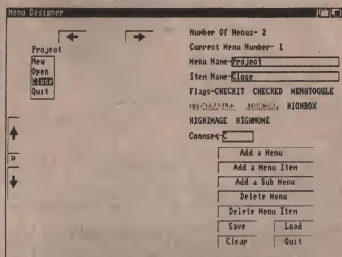 Menu Designer
Number Of Menus- 2
Current Menu Number- 1
Menu Name- Project
Item Name- Close
Flags-CHECKIT CHECKED MENUTOGGLE
HIGHBOX
HIGHIMAGE HIGHNONE
Commseq- C
Project
New
Open
Close
Quit
»
Add a Menu
Add a Menu Item
Add a Sub Menu
Delete Menu
Delete Menu Item
Save Load
Clear Quit